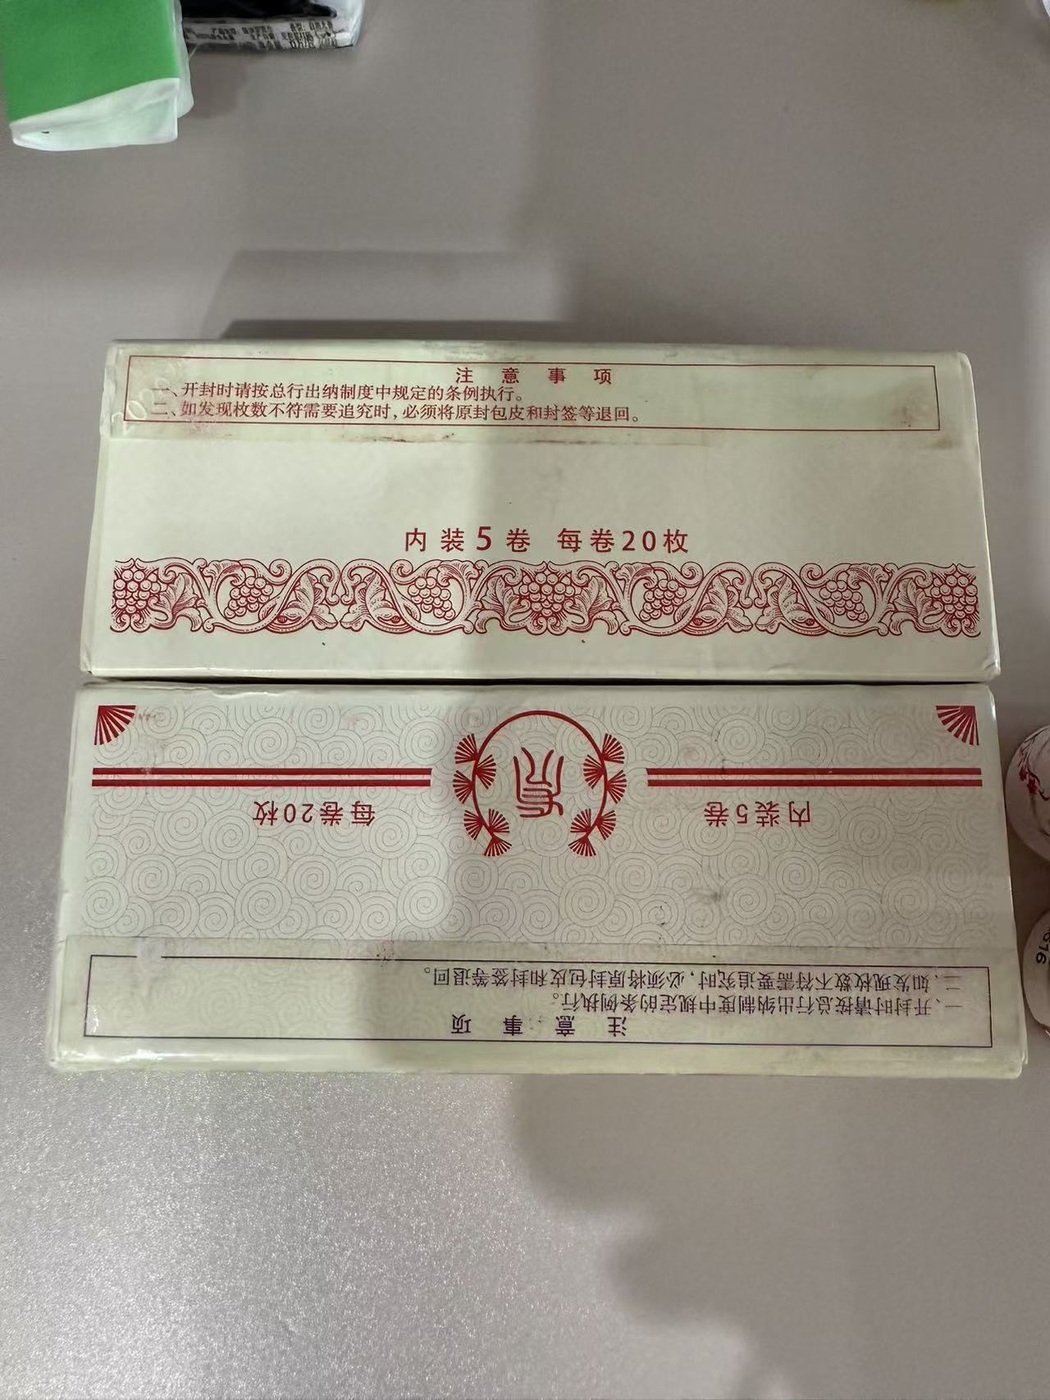 注意事项
一、开封时请按总行出纳制度中规定的条例执行。
二、如发现枚数不符需要追究时，必须将原封包皮和封签等退回。
内装5卷 每卷20枚
注意事项
一、开封时请按总行出纳制度中规定的条例执行。
二、如发现枚数不符需要追究时，必须将原封包皮和封签等退回。
内装5卷 每卷20枚
616